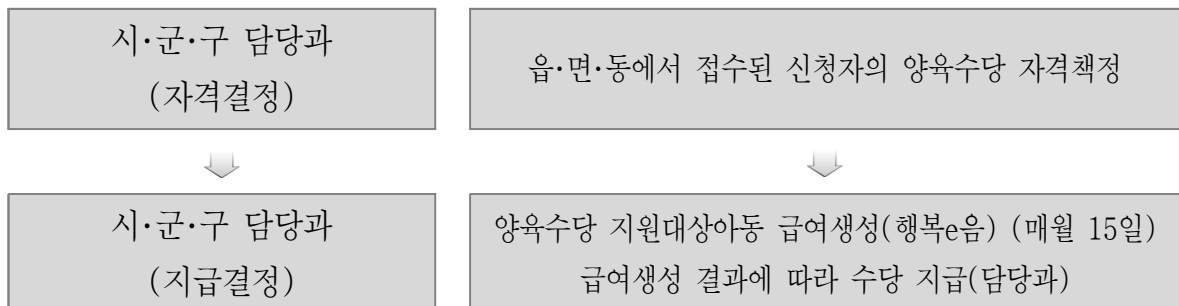 시·군·구 담당과
(자격결정)
읍·면·동에서 접수된 신청자의 양육수당 자격책정
시·군·구 담당과
(지급결정)
양육수당 지원대상아동 급여생성(행복e음) (매월 15일)
급여생성 결과에 따라 수당 지급(담당과)